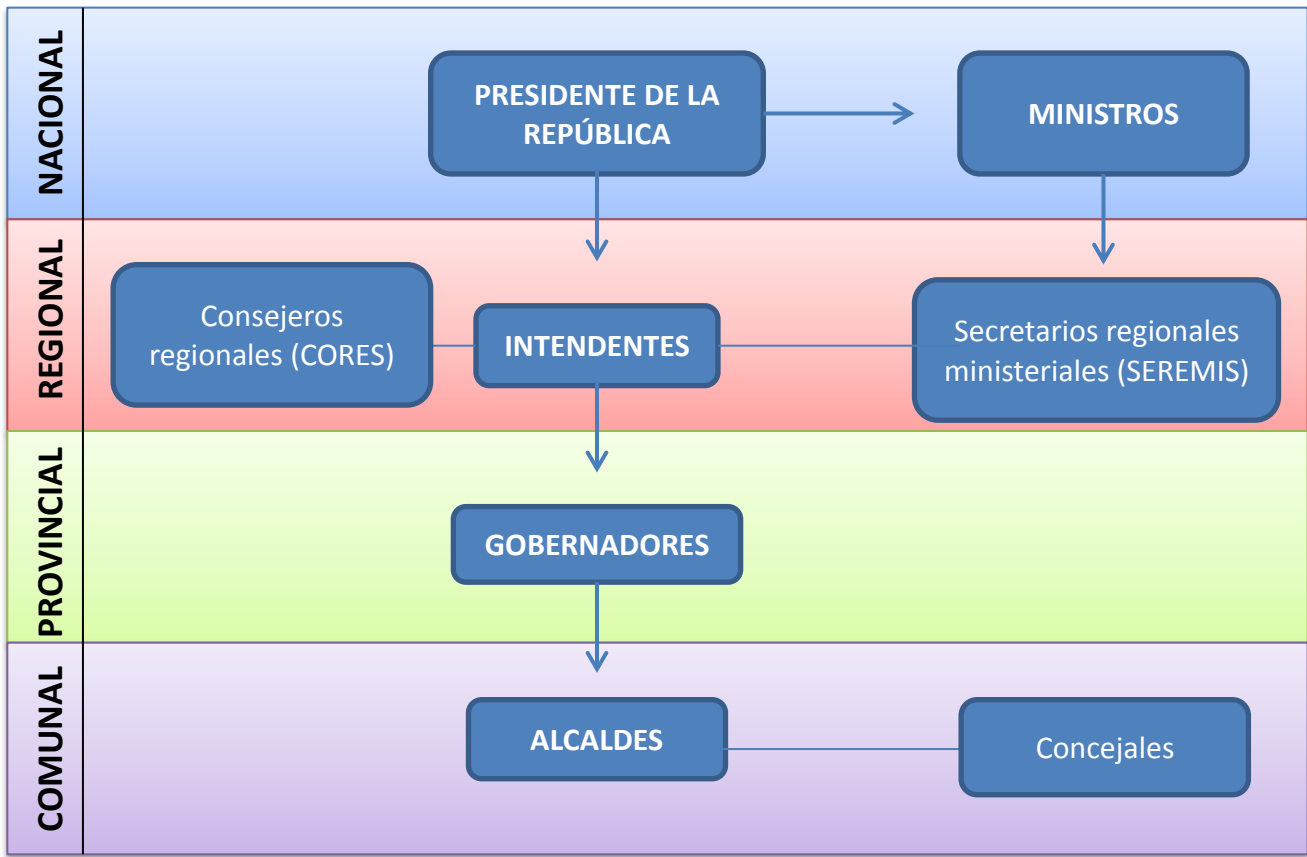 NACIONAL
PRESIDENTE DE LA
REPÚBLICA
MINISTROS
REGIONAL
Consejeros
regionales (CORES)
INTENDENTES
Secretarios regionales
ministeriales (SEREMIS)
PROVINCIAL
GOBERNADORES
COMUNAL
ALCALDES
Concejales